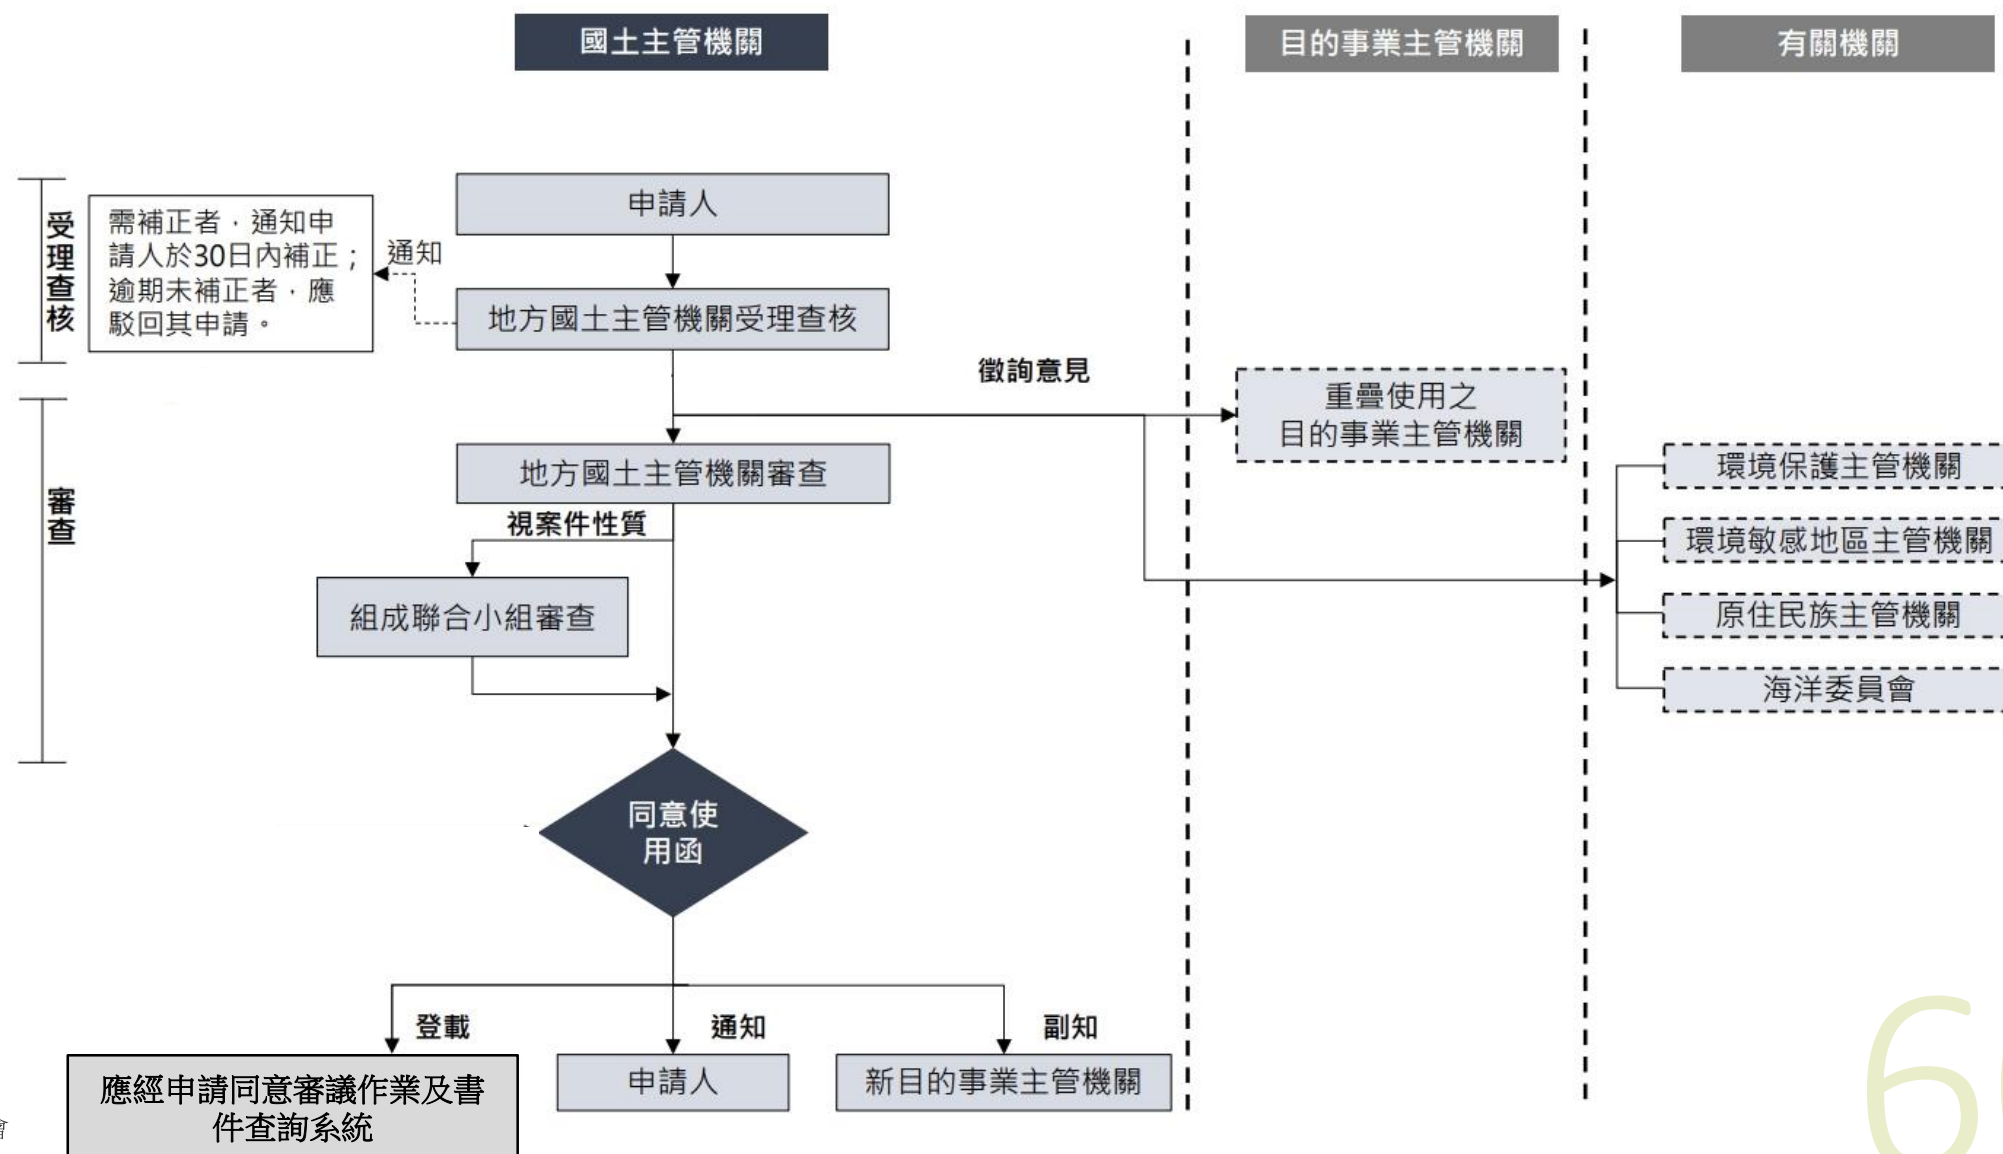 國土主管機關
目的事業主管機關
有關機關
受理查核
需補正者，通知申
請人於30日內補正；
逾期未補正者，應
駁回其申請。
通知
申請人
地方國土主管機關受理查核
徵詢意見
重疊使用之
目的事業主管機關
審查
地方國土主管機關審查
視案件性質
組成聯合小組審查
環境保護主管機關
環境敏感地區主管機關
原住民族主管機關
海洋委員會
同意使
用函
登載
通知
副知
應經申請同意審議作業及書
件查詢系統
申請人
新目的事業主管機關
會
6